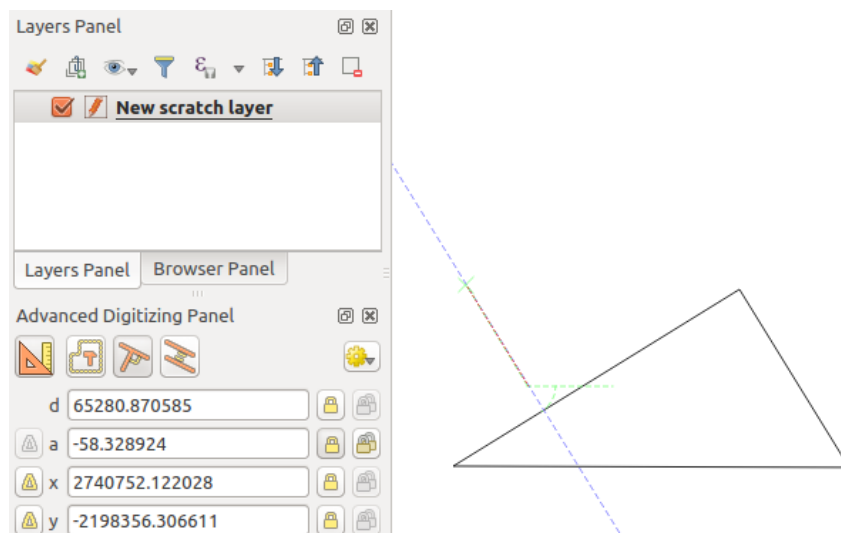 Layers Panel
New scratch layer
Layers Panel Browser Panel
Advanced Digitizing Panel
d 65280.870585
a -58.328924
x 2740752.122028
y -2198356.306611